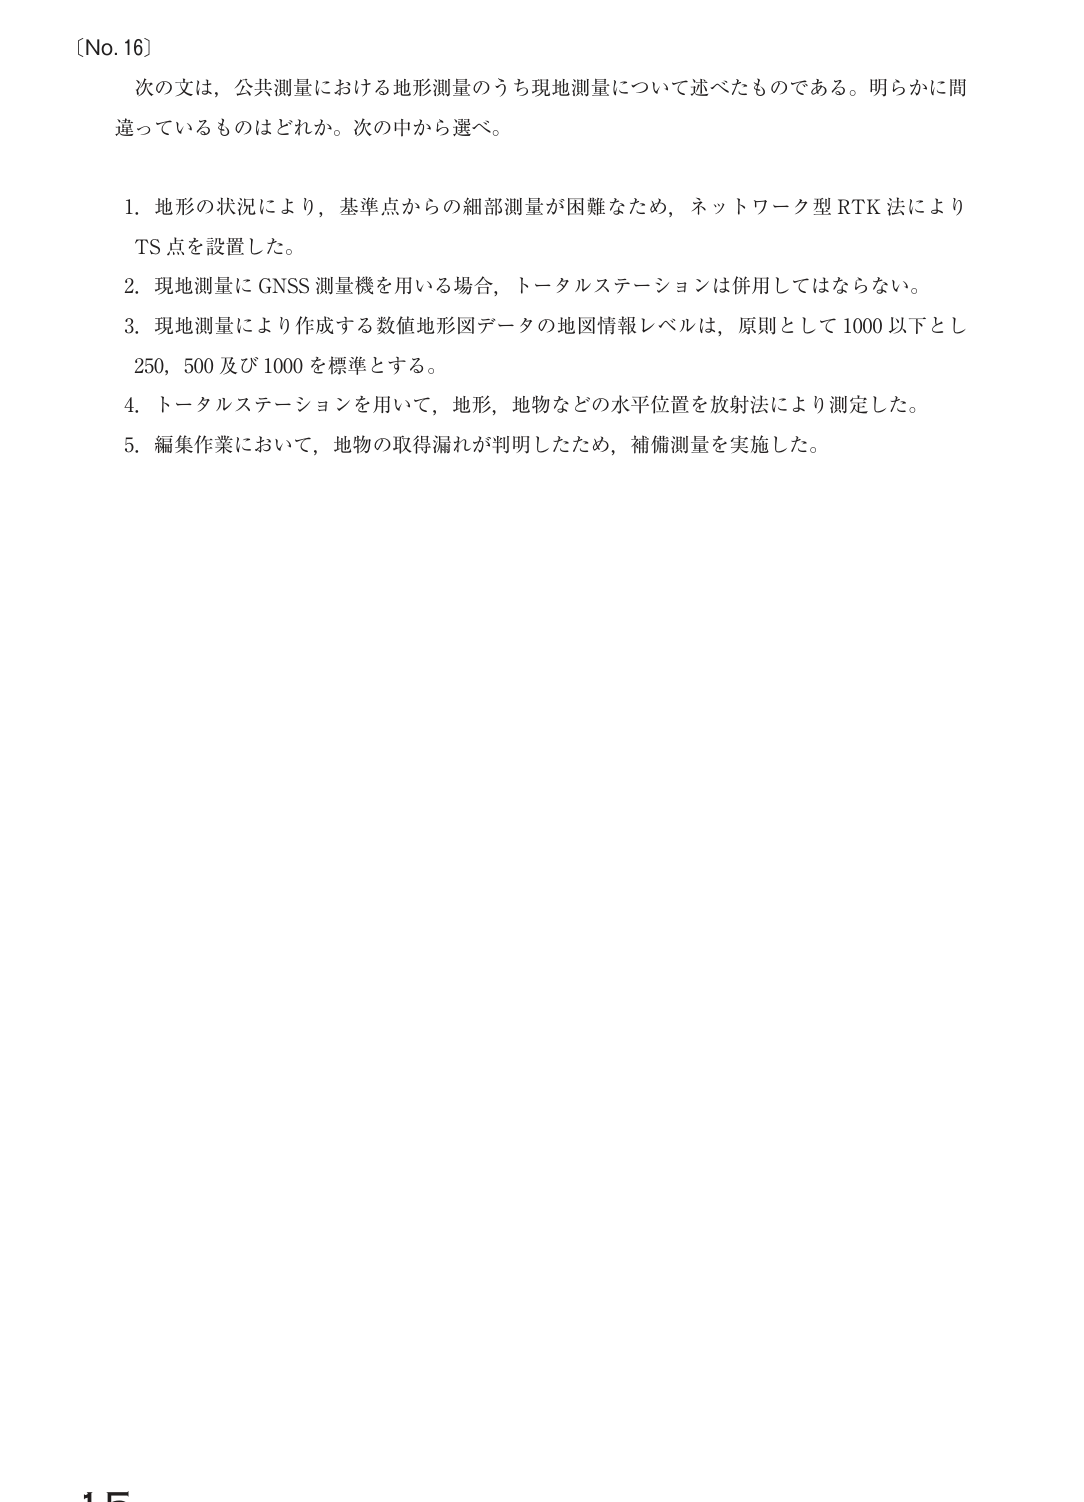 〔No. 16〕
次の文は，公共測量における地形測量のうち現地測量について述べたものである。明らかに間
違っているものはどれか。次の中から選べ。
1．地形の状況により，基準点からの細部測量が困難なため，ネットワーク型 RTK 法により
TS 点を設置した。
2．現地測量に GNSS 測量機を用いる場合，トータルステーションは併用してはならない。
3．現地測量により作成する数値地形図データの地図情報レベルは，原則として 1000 以下とし
250，500 及び 1000 を標準とする。
4．トータルステーションを用いて，地形，地物などの水平位置を放射法により測定した。
5．編集作業において，地物の取得漏れが判明したため，補備測量を実施した。